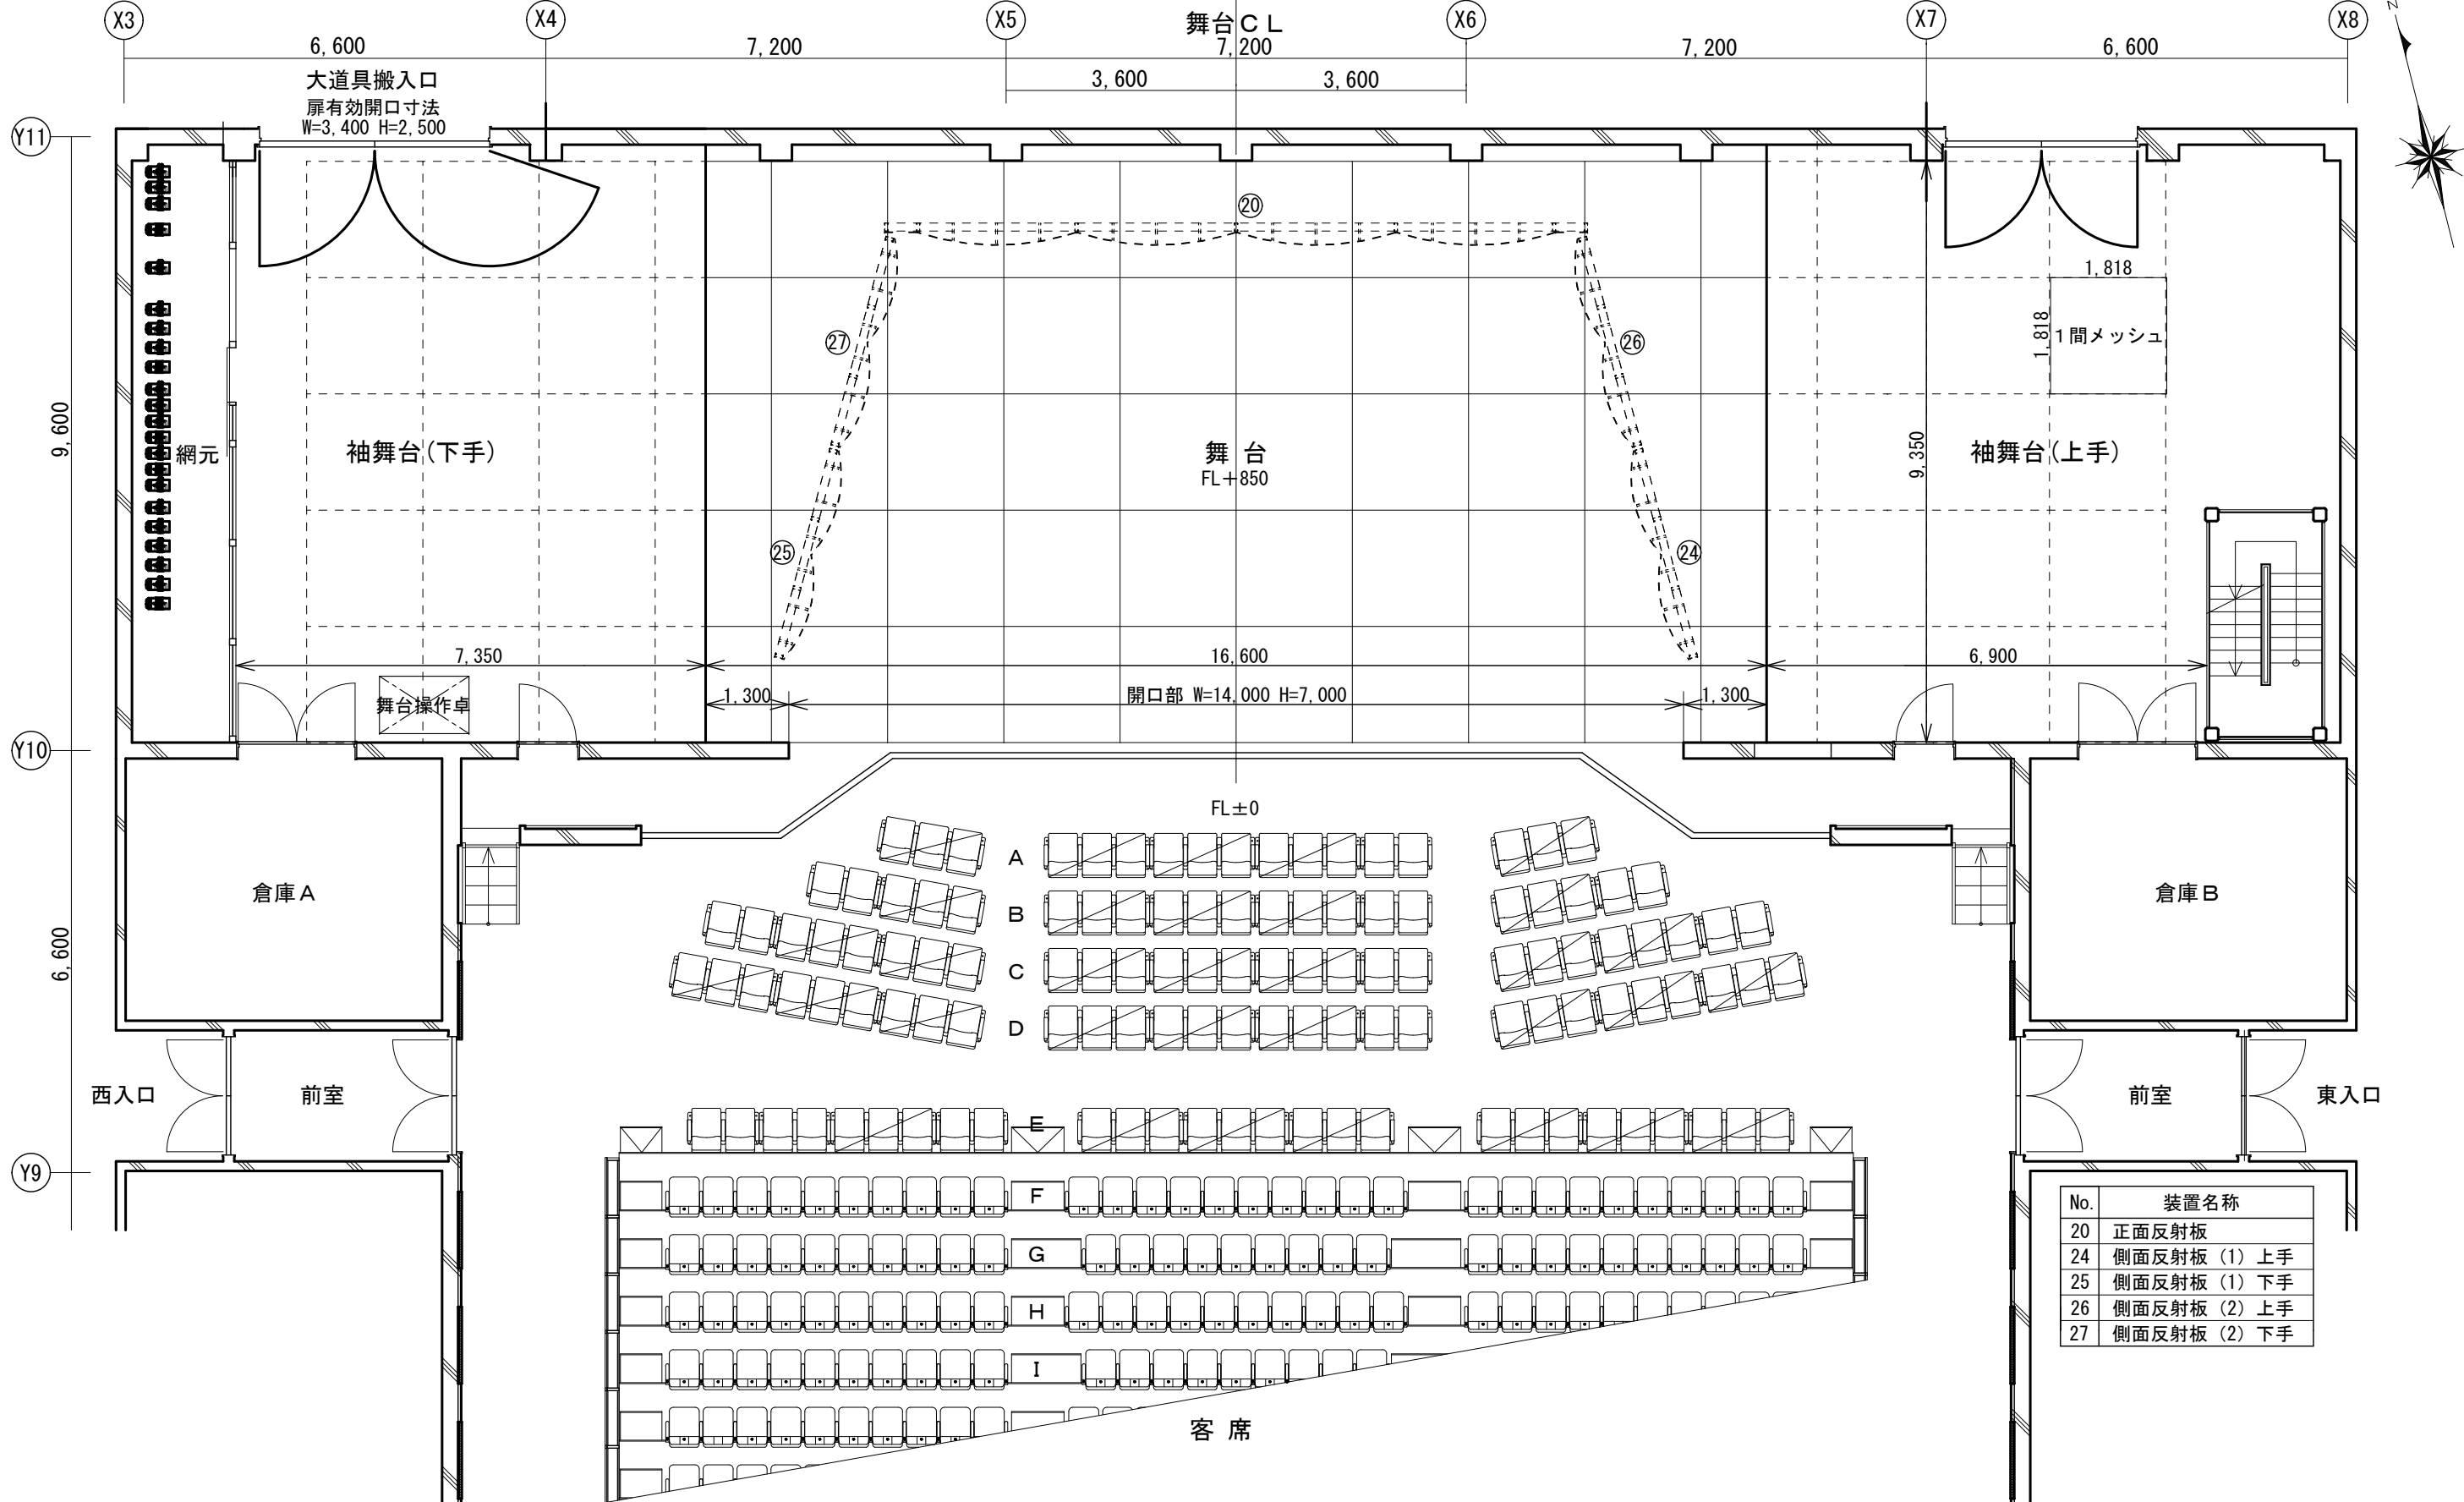 X3
X4
X5
舞台CL
X6
X7
X8
N
6,600
7,200
7,200
7,200
6,600
3,600
3,600
大道具搬入口
扉有効開口寸法
W=3,400 H=2,500
Y11
20
1,818
1,818
1間メッシュ
27
26
9,600
網元
袖舞台(下手)
舞 台
FL+850
9,350
袖舞台(上手)
25
24
7,350
16,600
6,900
舞台操作卓
1,300
開口部 W=14,000 H=7,000
1,300
Y10
FL±0
A
倉庫A
B
倉庫B
6,600
C
D
西入口
前室
前室
東入口
E
Y9
F
G
H
I
客 席
No. 装置名称
20 正面反射板
24 側面反射板 (1) 上手
25 側面反射板 (1) 下手
26 側面反射板 (2) 上手
27 側面反射板 (2) 下手